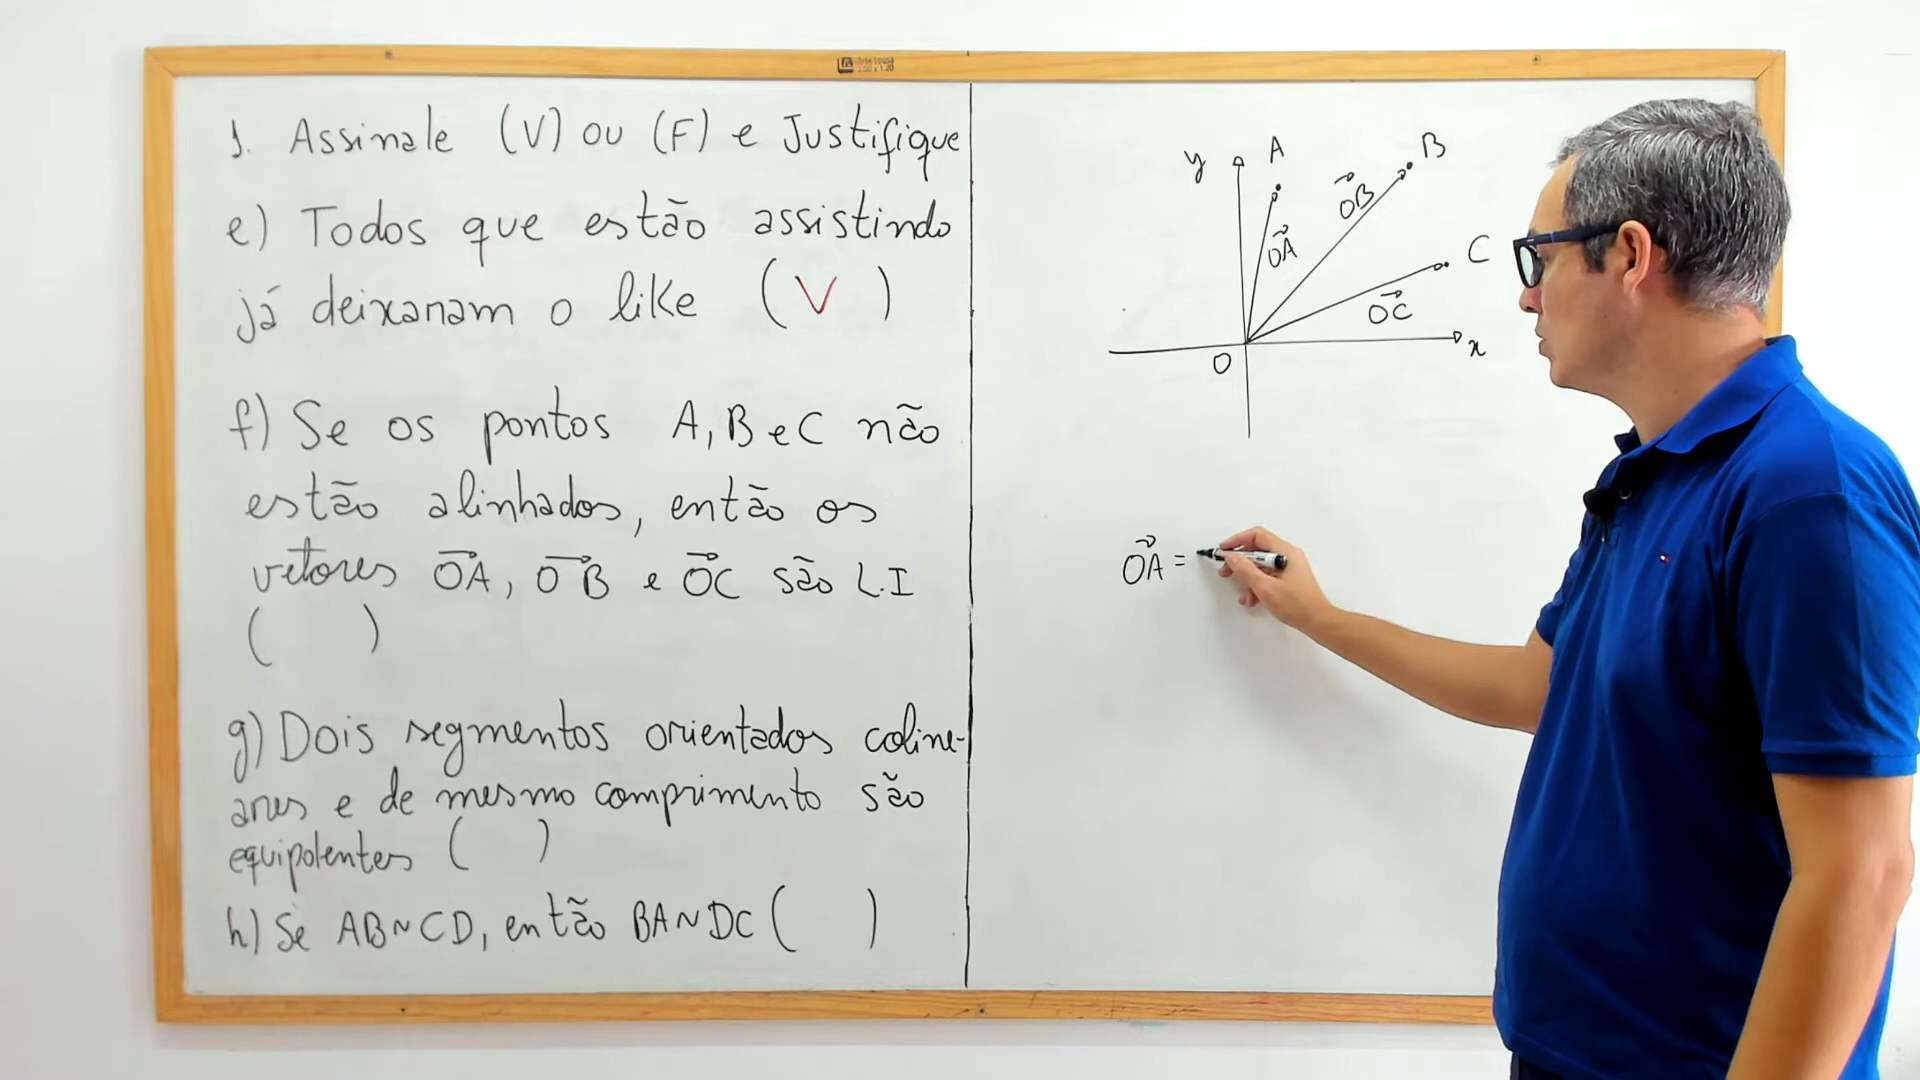 1. Assinale (V) ou (F) e Justifique
e) Todos que estão assistindo
já deixaram o like (V)
f) Se os pontos A, B e C não
estão alinhados, então os
vetores OA, OB e OC são L.I
( )
g) Dois segmentos orientados coline-
ares e de mesmo comprimento são
equipolentes ( )
h) Se AB~CD, então BA~DC ( )
y A B
OB
OA
C
OC
x
O
OA =